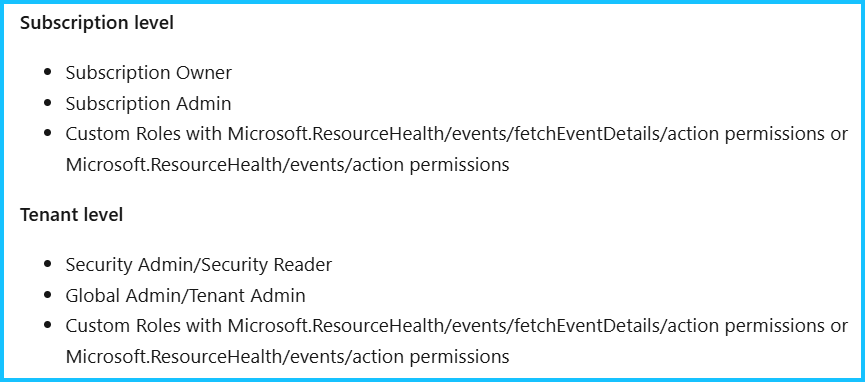 Subscription level
• Subscription Owner
• Subscription Admin
• Custom Roles with Microsoft.ResourceHealth/events/fetchEventDetails/action permissions or
Microsoft.ResourceHealth/events/action permissions
Tenant level
• Security Admin/Security Reader
• Global Admin/Tenant Admin
• Custom Roles with Microsoft.ResourceHealth/events/fetchEventDetails/action permissions or
Microsoft.ResourceHealth/events/action permissions